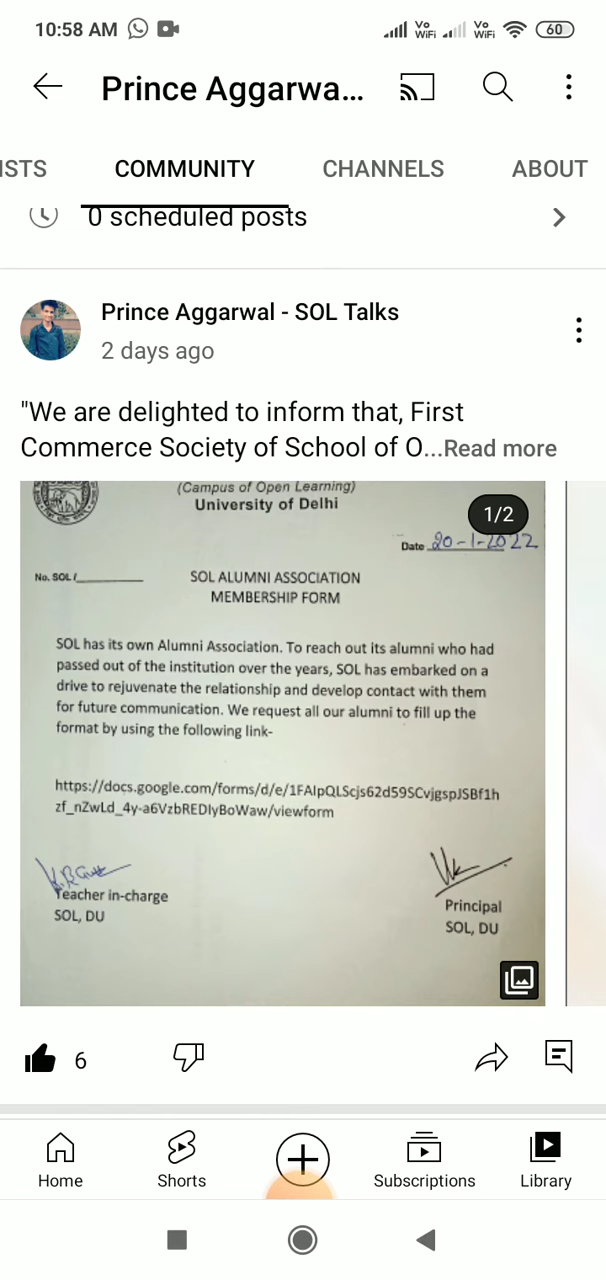 10:58 AM
Vo WiFi Vo WiFi 60
Prince Aggarwa...
ISTS COMMUNITY CHANNELS ABOUT
0 scheduled posts
Prince Aggarwal - SOL Talks
2 days ago
"We are delighted to inform that, First
Commerce Society of School of O...Read more
1/2
(Campus of Open Learning)
University of Delhi
Date 20-1-2022
No. SOL/
SOL ALUMNI ASSOCIATION
MEMBERSHIP FORM
SOL has its own Alumni Association. To reach out its alumni who had
passed out of the institution over the years, SOL has embarked on a
drive to rejuvenate the relationship and develop contact with them
for future communication. We request all our alumni to fill up the
format by using the following link-
https://docs.google.com/forms/d/e/1FAIpQLScjs62d59SCvjgspJSBf1h
zf_nZwLd_4y-a6VzbREDIyBoWaw/viewform
Teacher in-charge
SOL, DU
Principal
SOL, DU
6
Home Shorts Subscriptions Library